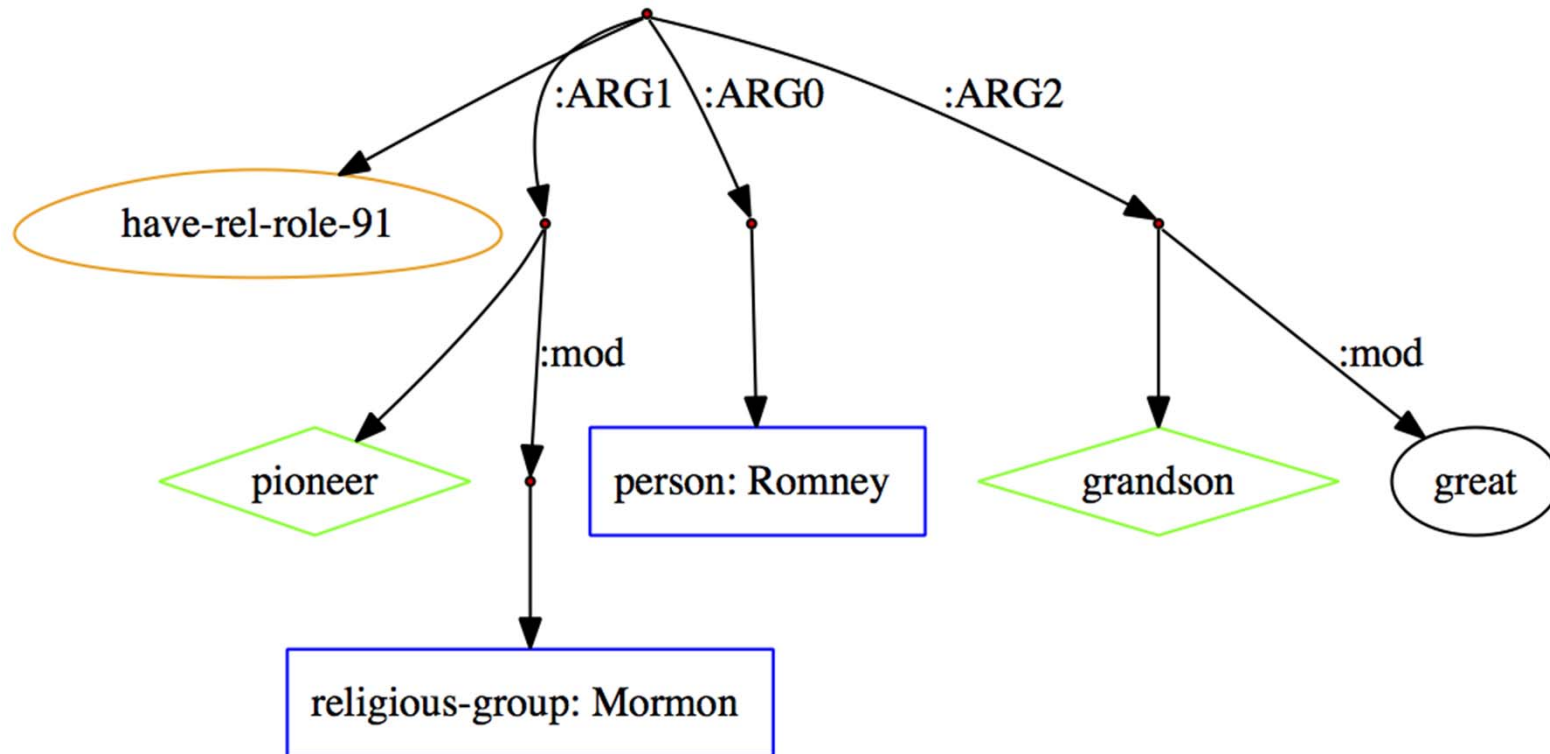 :ARG1
:ARG0
:ARG2
have-rel-role-91
:mod
:mod
pioneer
person: Romney
grandson
great
religious-group: Mormon